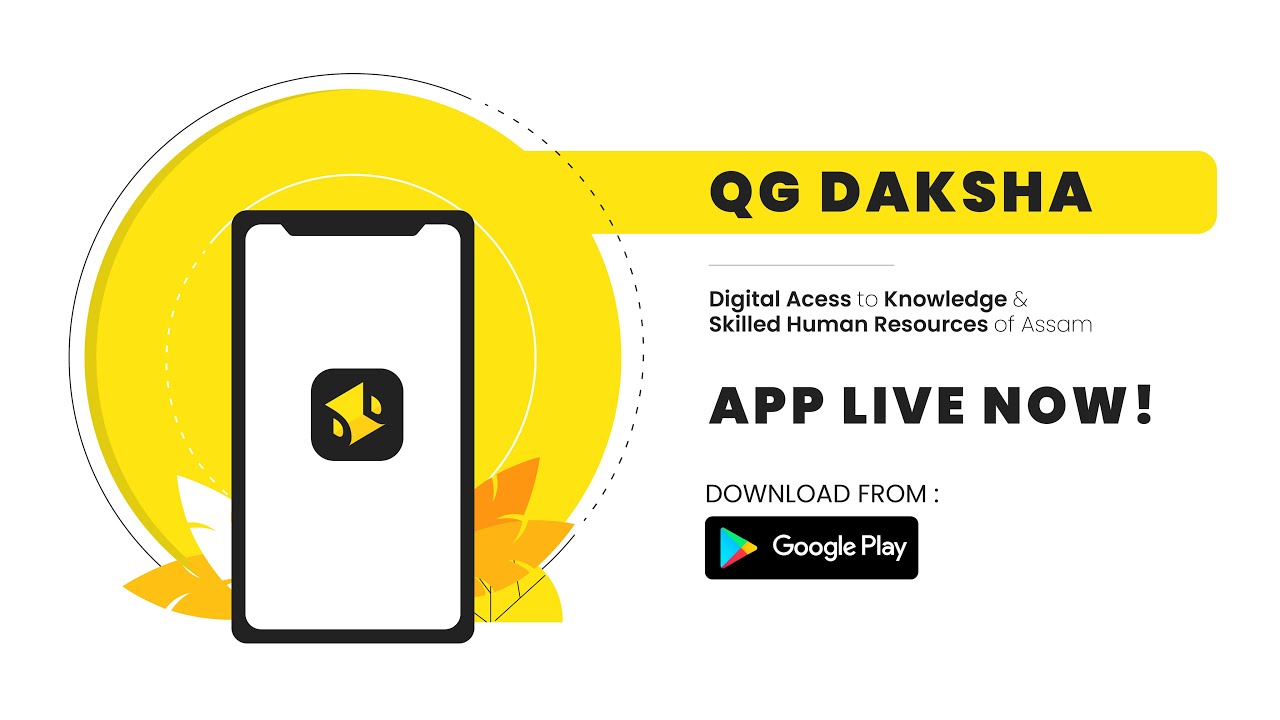 QG DAKSHA
Digital Acess to Knowledge &
Skilled Human Resources of Assam
APP LIVE NOW!
DOWNLOAD FROM :
Google Play